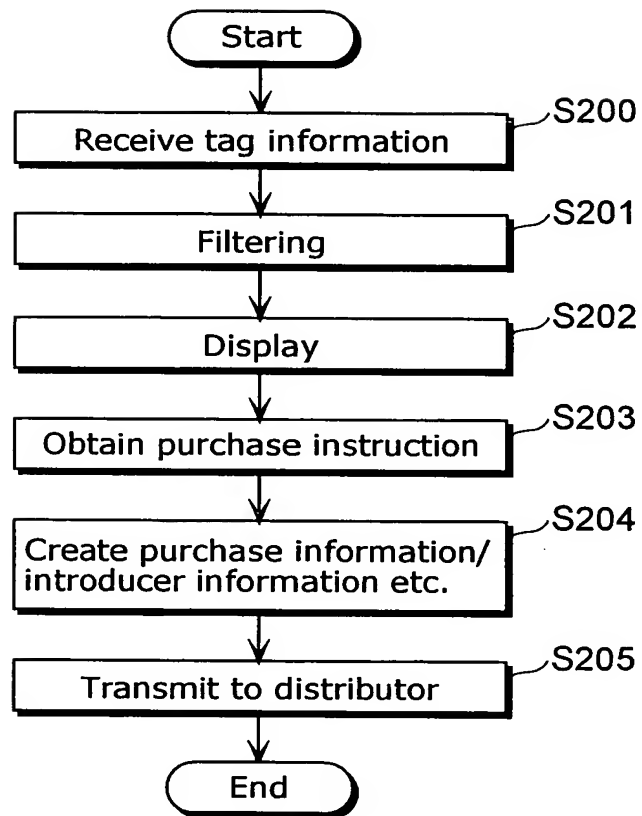 Start
S200
Receive tag information
S201
Filtering
S202
Display
S203
Obtain purchase instruction
S204
Create purchase information/
introducer information etc.
S205
Transmit to distributor
End